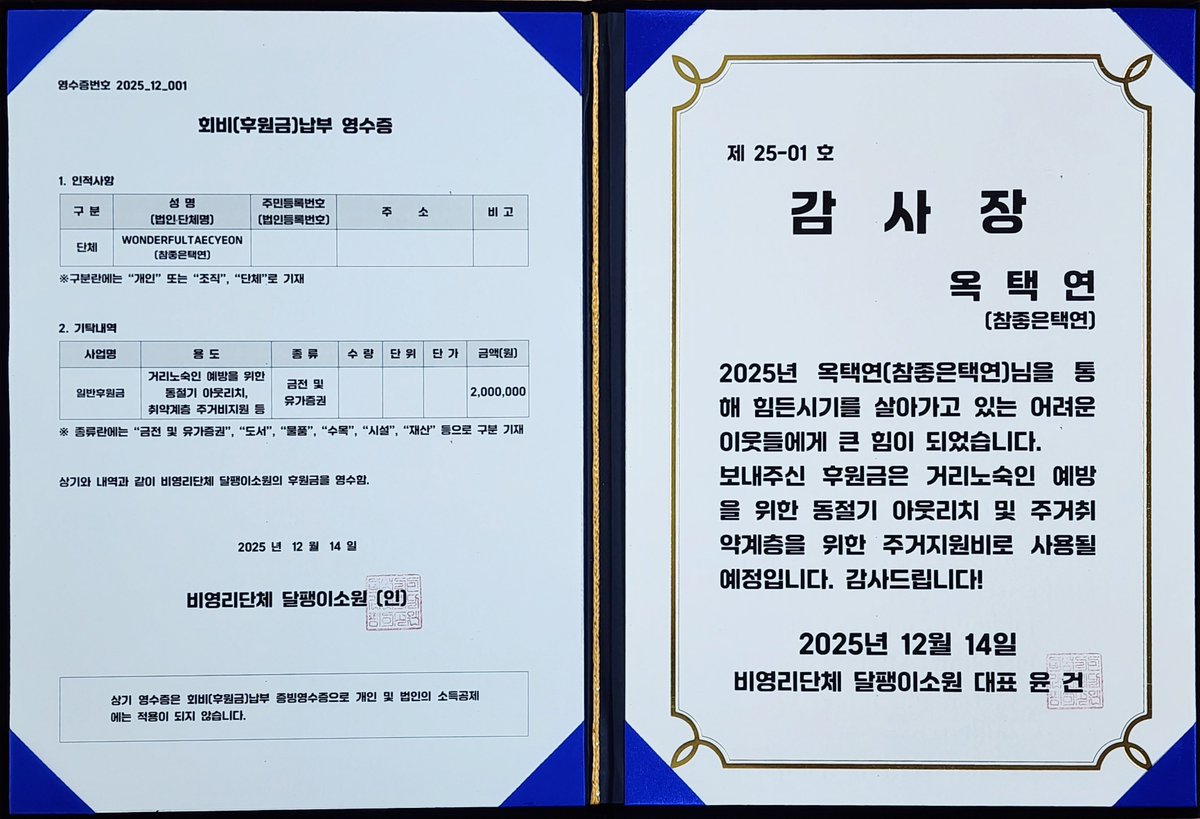 영수증번호 2025_12_001
회비(후원금)납부 영수증
1. 인적사항
구 분 성 명 (법인·단체명) 주민등록번호 (법인등록번호) 주 소 비 고
단체 WONDERFULTAECYEON (참좋은택연)
※구분란에는 “개인” 또는 “조직”, “단체”로 기재
2. 기탁내역
사업명 용 도 종 류 수 량 단 위 단 가 금액(원)
일반후원금 거리노숙인 예방을 위한 동절기 아웃리치, 취약계층 주거비지원 등 금전 및 유가증권 2,000,000
※ 종류란에는 “금전 및 유가증권”, “도서”, “물품”, “수목”, “시설”, “재산” 등으로 구분 기재
상기와 내역과 같이 비영리단체 달팽이소원의 후원금을 영수함.
2025 년 12 월 14 일
비영리단체 달팽이소원 (인)
상기 영수증은 회비(후원금)납부 증빙영수증으로 개인 및 법인의 소득공제
에는 적용이 되지 않습니다.
제 25-01 호
감 사 장
옥 택 연
(참좋은택연)
2025년 옥택연(참좋은택연)님을 통
해 힘든시기를 살아가고 있는 어려운
이웃들에게 큰 힘이 되었습니다.
보내주신 후원금은 거리노숙인 예방
을 위한 동절기 아웃리치 및 주거취
약계층을 위한 주거지원비로 사용될
예정입니다. 감사드립니다!
2025년 12월 14일
비영리단체 달팽이소원 대표 윤 건